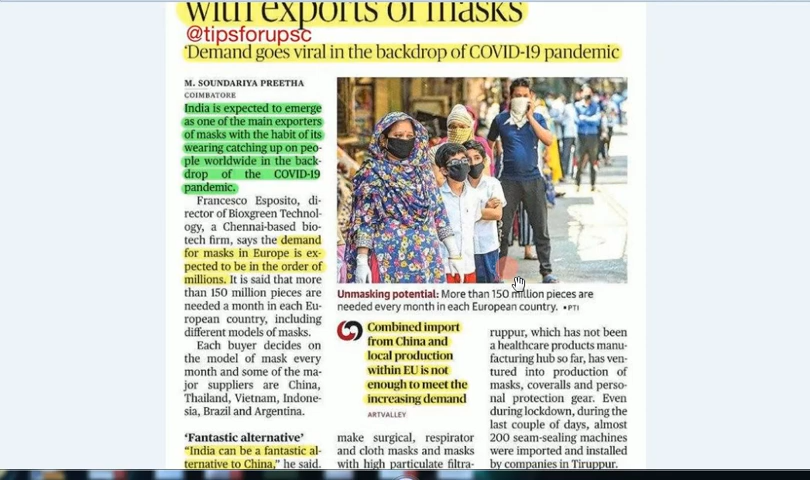 with exports of masks
@tipsforupsc
'Demand goes viral in the backdrop of COVID-19 pandemic
M. SOUNDARIYA PREETHA
COIMBATORE
India is expected to emerge
as one of the main exporters
of masks with the habit of its
wearing catching up on peo-
ple worldwide in the back-
drop of the COVID-19
pandemic.
Francesco Esposito, di-
rector of Bioxgreen Technol-
ogy, a Chennai-based bio-
tech firm, says the demand
for masks in Europe is ex-
pected to be in the order of
millions. It is said that more
than 150 million pieces are
needed a month in each Eu-
ropean country, including
different models of masks.
Each buyer decides on
the model of mask every
month and some of the ma-
jor suppliers are China,
Thailand, Vietnam, Indone-
sia, Brazil and Argentina.
'Fantastic alternative'
"India can be a fantastic al-
ternative to China," he said.
Unmasking potential: More than 150 million pieces are
needed every month in each European country. •PTI
Combined import
from China and
local production
within EU is not
enough to meet the
increasing demand
ARTVALLEY
make surgical, respirator
and cloth masks and masks
with high particulate filtra-
ruppur, which has not been
a healthcare products manu-
facturing hub so far, has ven-
tured into production of
masks, coveralls and perso-
nal protection gear. Even
during lockdown, during the
last couple of days, almost
200 seam-sealing machines
were imported and installed
by companies in Tiruppur.